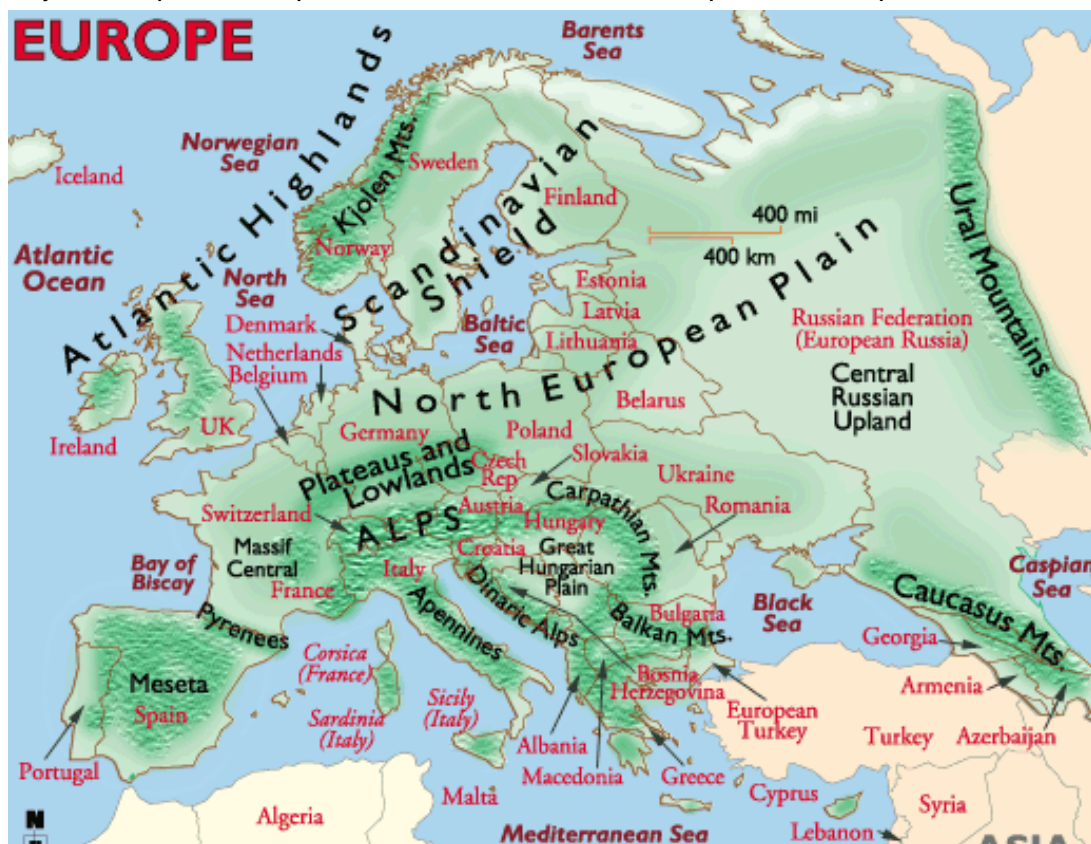 EUROPE
Barents
Sea
Atlantic Highlands
Norwegian
Sea
Iceland
Kjolen Mts.
Sweden
Scandinavian
Shield
Finland
Norway
400 mi
400 km
Ural Mountains
Atlantic
Ocean
North
Sea
Denmark
Netherlands
Belgium
Baltic
Sea
Estonia
Latvia
Lithuania
North European Plain
Russian Federation
(European Russia)
Central
Russian
Upland
Ireland
UK
Germany
Poland
Belarus
Plateaus and
Lowlands
Czech
Rep
Slovakia
Ukraine
Switzerland
ALPS
Austria
Hungary
Carpathian Mts.
Romania
Bay of
Biscay
Massif
Central
France
Italy
Croatia
Great
Hungarian
Plain
Caspian
Sea
Pyrenees
Apennines
Dinaric Alps
Bulgaria
Balkan Mts.
Black
Sea
Caucasus Mts.
Georgia
Armenia
Azerbaijan
Meseta
Spain
Portugal
Corsica
(France)
Sardinia
(Italy)
Sicily
(Italy)
Bosnia
Herzegovina
European
Turkey
Turkey
Albania
Macedonia
Greece
Cyprus
Syria
Lebanon
Algeria
Malta
Mediterranean Sea
ASIA
N